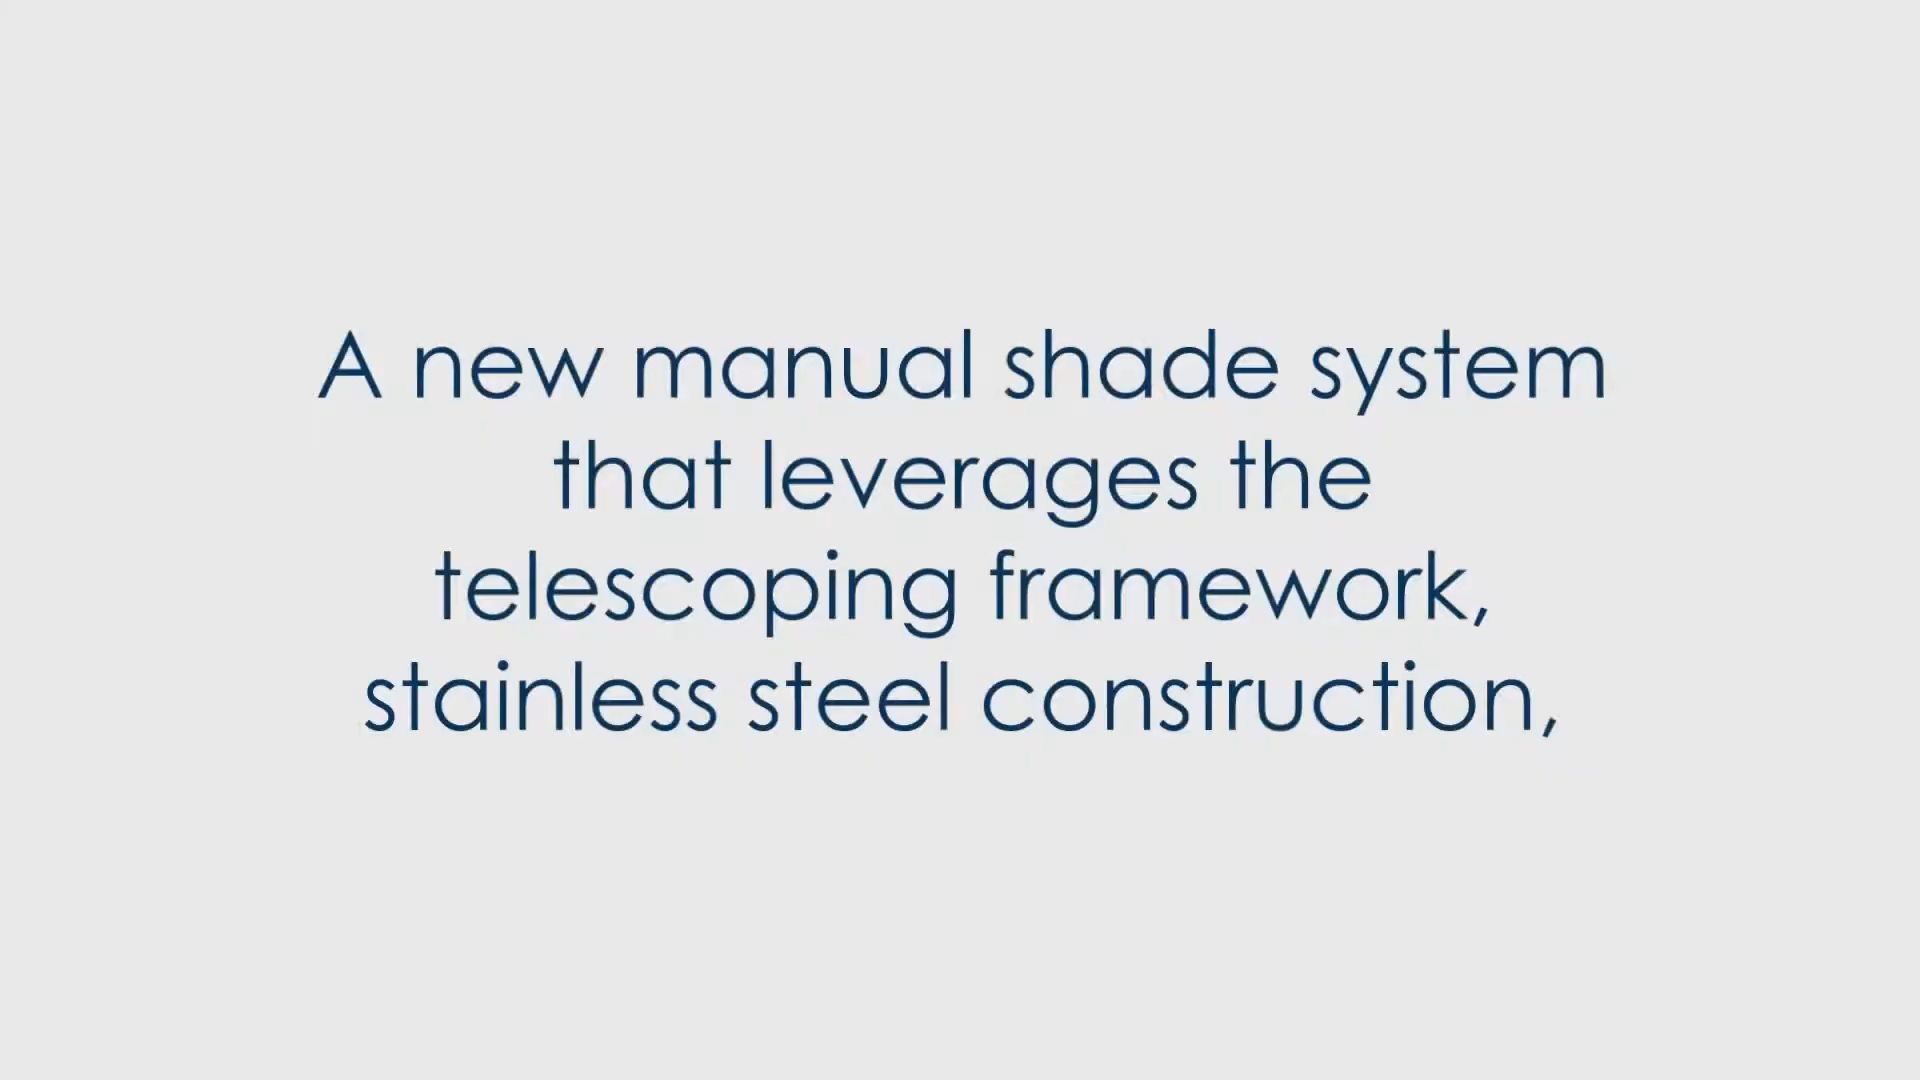 A new manual shade system
that leverages the
telescoping framework,
stainless steel construction,